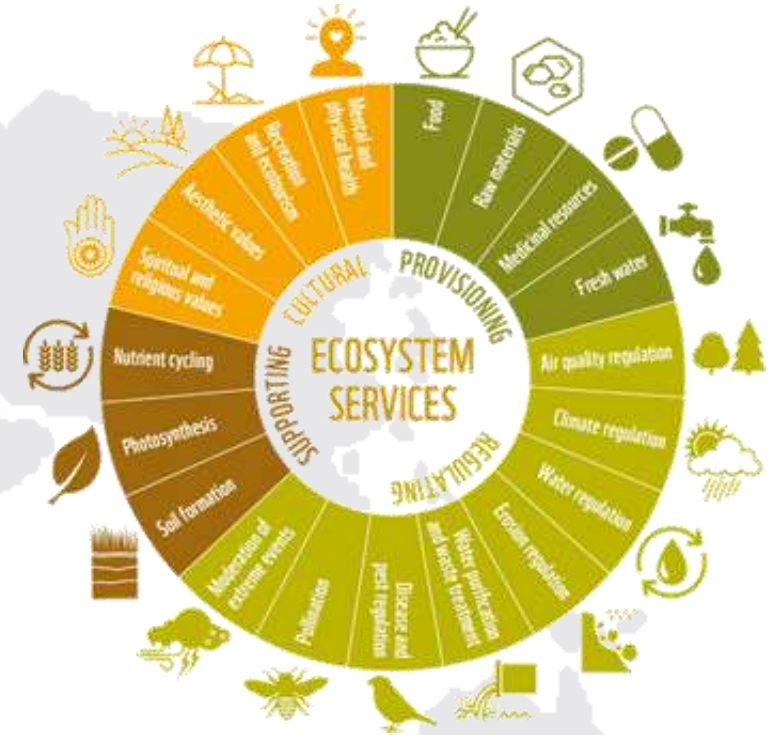 ECOSYSTEM
SERVICES
PROVISIONING
Food
Raw materials
Medicinal resources
Fresh water
REGULATING
Air quality regulation
Climate regulation
Water regulation
Erosion regulation
Water purification
and waste treatment
Disease and
pest regulation
Pollination
Moderation of
extreme events
SUPPORTING
Soil formation
Photosynthesis
Nutrient cycling
CULTURAL
Spiritual and
religious values
Aesthetic values
Recreation
and ecotourism
Mental and
physical health